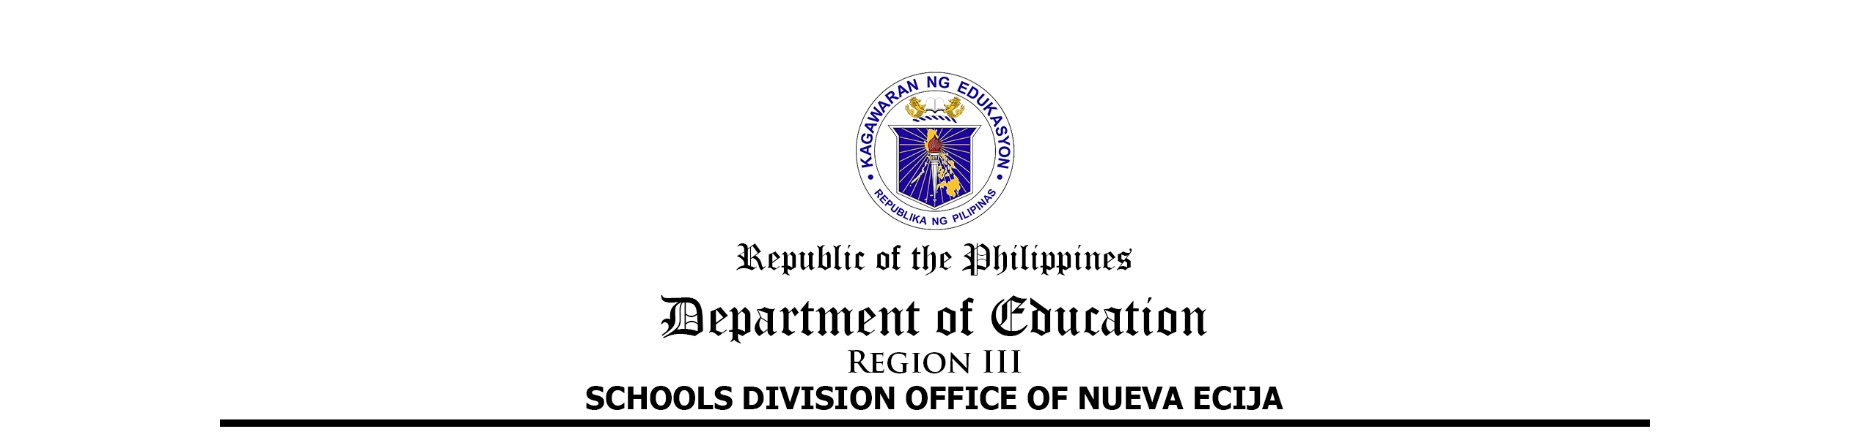 KAGAWARAN NG EDUKASYON
REPUBLIKA NG PILIPINAS
Republic of the Philippines
Department of Education
REGION III
SCHOOLS DIVISION OFFICE OF NUEVA ECIJA